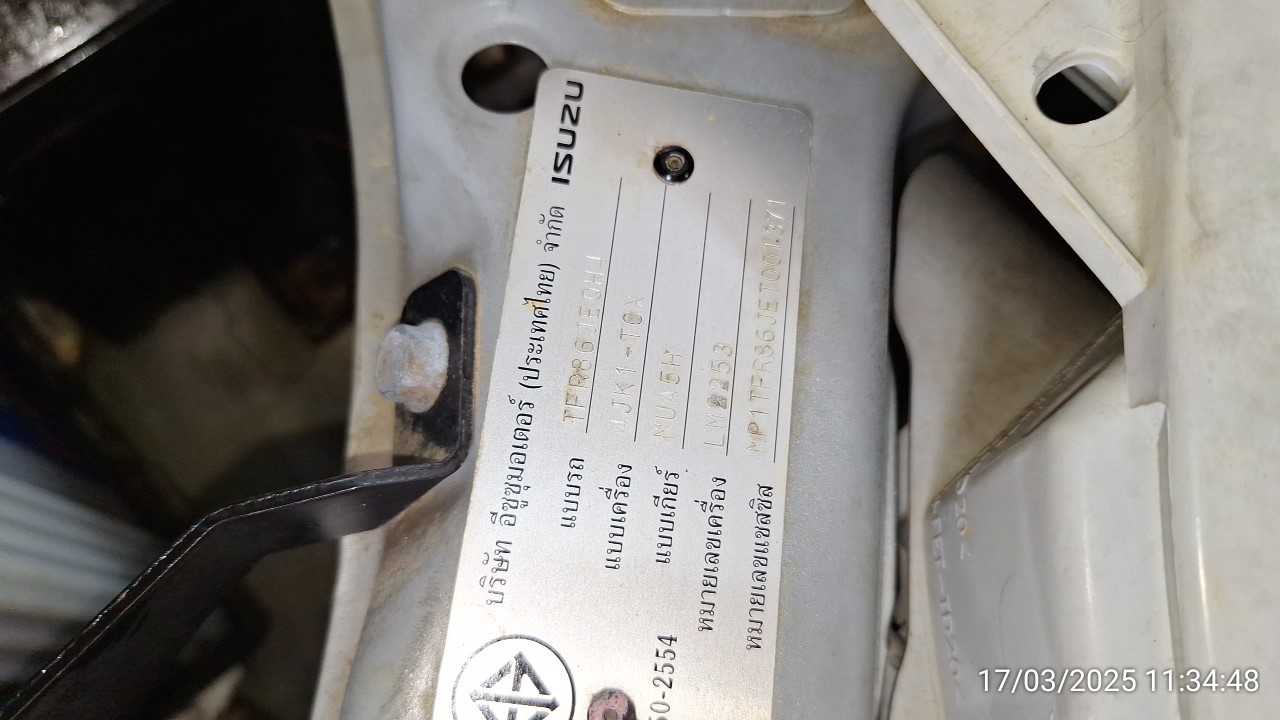 ISUZU
บริษัท อีซูซุมอเตอร์ (ประเทศไทย) จำกัด
แบบรถ TFR86JE0HJ
แบบเครื่อง 4JK1-T0X
แบบเกียร์ MUA5H
หมายเลขเครื่อง LM8253
หมายเลขแชสซิส MP1TFR86JET001371
50-2554
17/03/2025 11:34:48